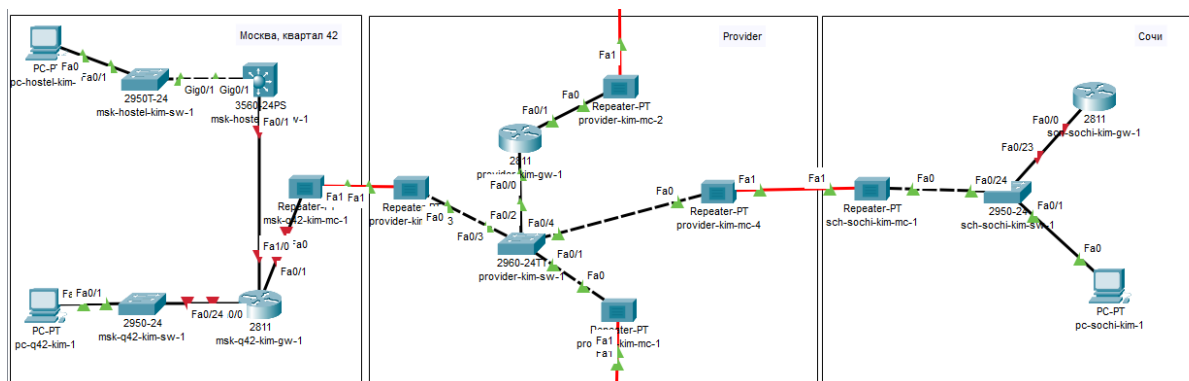 Москва, квартал 42
Fa0
Fa0/1
pc-hostel-kim-
2950T-24
msk-hostel-kim-sw-1
Gig0/1
Gig0/1
3560-24PS
Fa0/1
msk-q42-kim-mc-1
Fa1
Fa1/0
Fa0/1
Fa0/1
PC-PT
pc-q42-kim-1
2950-24
msk-q42-kim-sw-1
Fa0/24
2811
msk-q42-kim-gw-1
Provider
Fa1
Fa0
Fa0/1
Repeater-PT
provider-kim-mc-2
2811
provider-kim-gw-1
Fa0/0
Fa1
Fa0/3
Fa0/2
Fa0/4
2960-24TT
provider-kim-sw-1
Fa0/1
Fa0
Fa0
Fa1
Repeater-PT
provider-kim-mc-4
Repeater-PT
Fa1
Fa1
Сочи
Fa1
Repeater-PT
sch-sochi-kim-mc-1
Fa0
Fa0/24
Fa0/23
Fa0/0
2811
sch-sochi-kim-gw-1
2950-24
sch-sochi-kim-sw-1
Fa0/1
Fa0
PC-PT
pc-sochi-kim-1